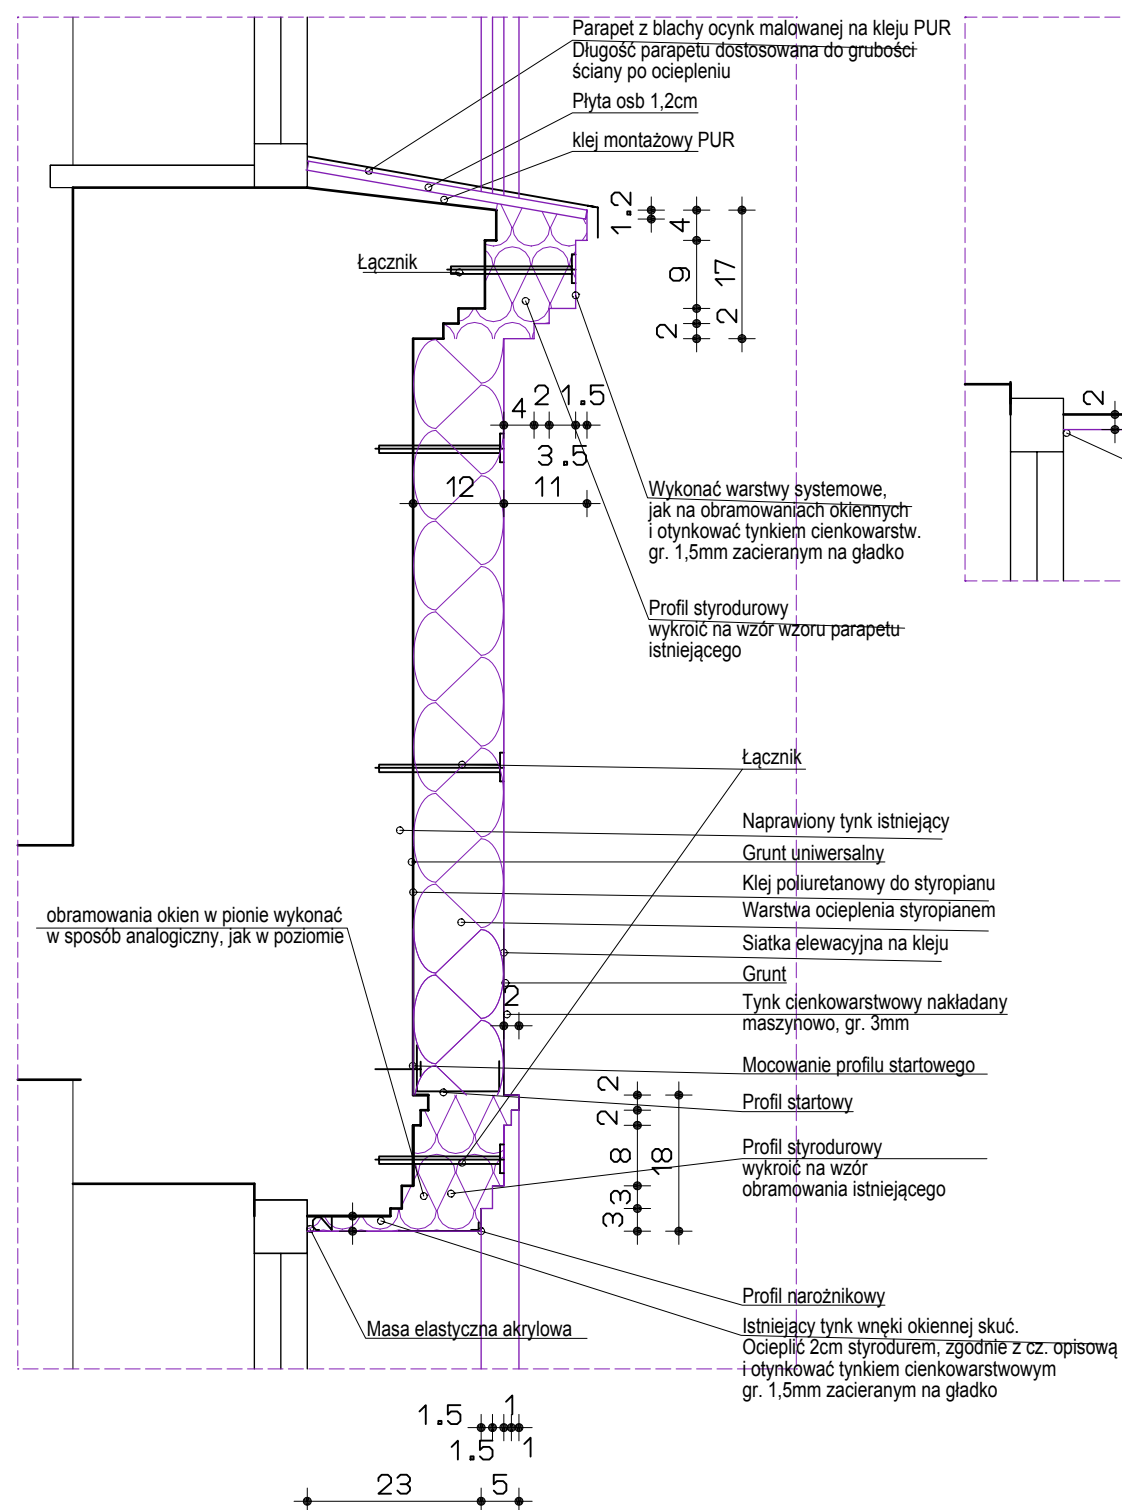 Parapet z blachy ocynk malowanej na kleju PUR
Długość parapetu dostosowana do grubości
ściany po ociepleniu
Płyta osb 1,2cm
klej montażowy PUR
1.2
4
9
17
2
2
Łącznik
4
2
1.5
3.5
12
11
2
Wykonać warstwy systemowe,
jak na obramowaniach okiennych
i otynkować tynkiem cienkowarstw.
gr. 1,5mm zacieranym na gładko
Profil styrodurowy
wykroić na wzór wzoru parapetu
istniejącego
Łącznik
Naprawiony tynk istniejący
Grunt uniwersalny
Klej poliuretanowy do styropianu
Warstwa ocieplenia styropianem
Siatka elewacyjna na kleju
Grunt
Tynk cienkowarstwowy nakładany
maszynowo, gr. 3mm
obramowania okien w pionie wykonać
w sposób analogiczny, jak w poziomie
2
Mocowanie profilu startowego
Profil startowy
2
2
8
18
3
3
Profil styrodurowy
wykroić na wzór
obramowania istniejącego
Profil narożnikowy
Istniejący tynk wnęki okiennej skuć.
Ocieplić 2cm styrodurem, zgodnie z cz. opisową
i otynkować tynkiem cienkowarstwowym
gr. 1,5mm zacieranym na gładko
Masa elastyczna akrylowa
1.5
1
1.5
1
23
5